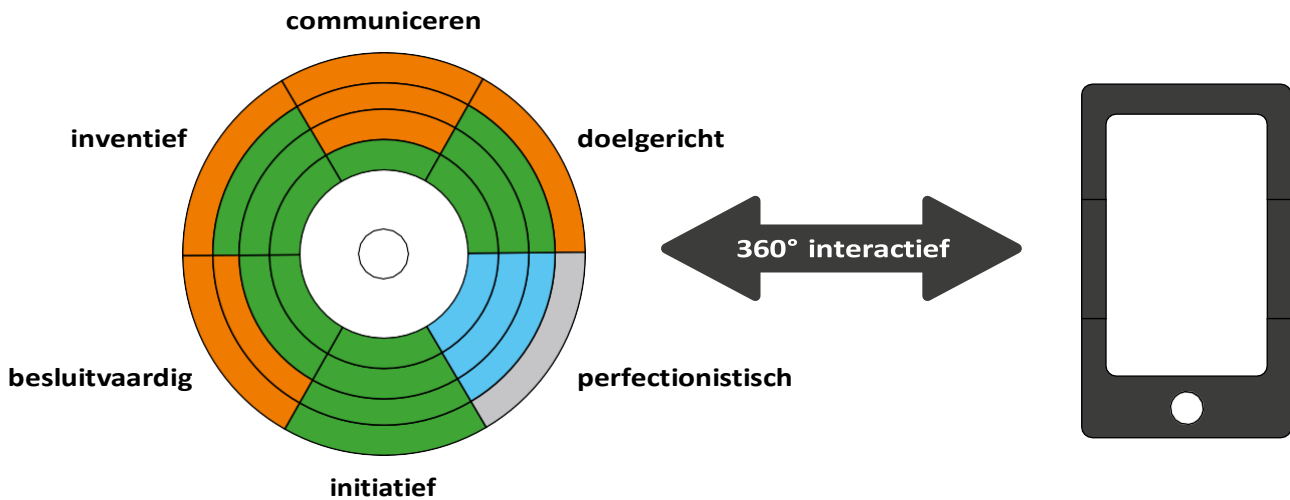 communiceren
inventief
doelgericht
360° interactief
besluitvaardig
perfectionistisch
initiatief